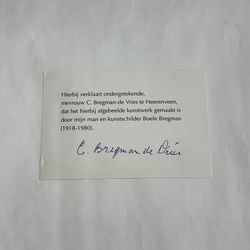 Hierbij verklaart ondergetekende,
mevrouw C. Bregman-de Vries te Heerenveen,
dat het hierbij afgebeelde kunstwerk gemaakt is
door mijn man en kunstschilder Boele Bregman
(1918-1980).
C. Bregman de Vries